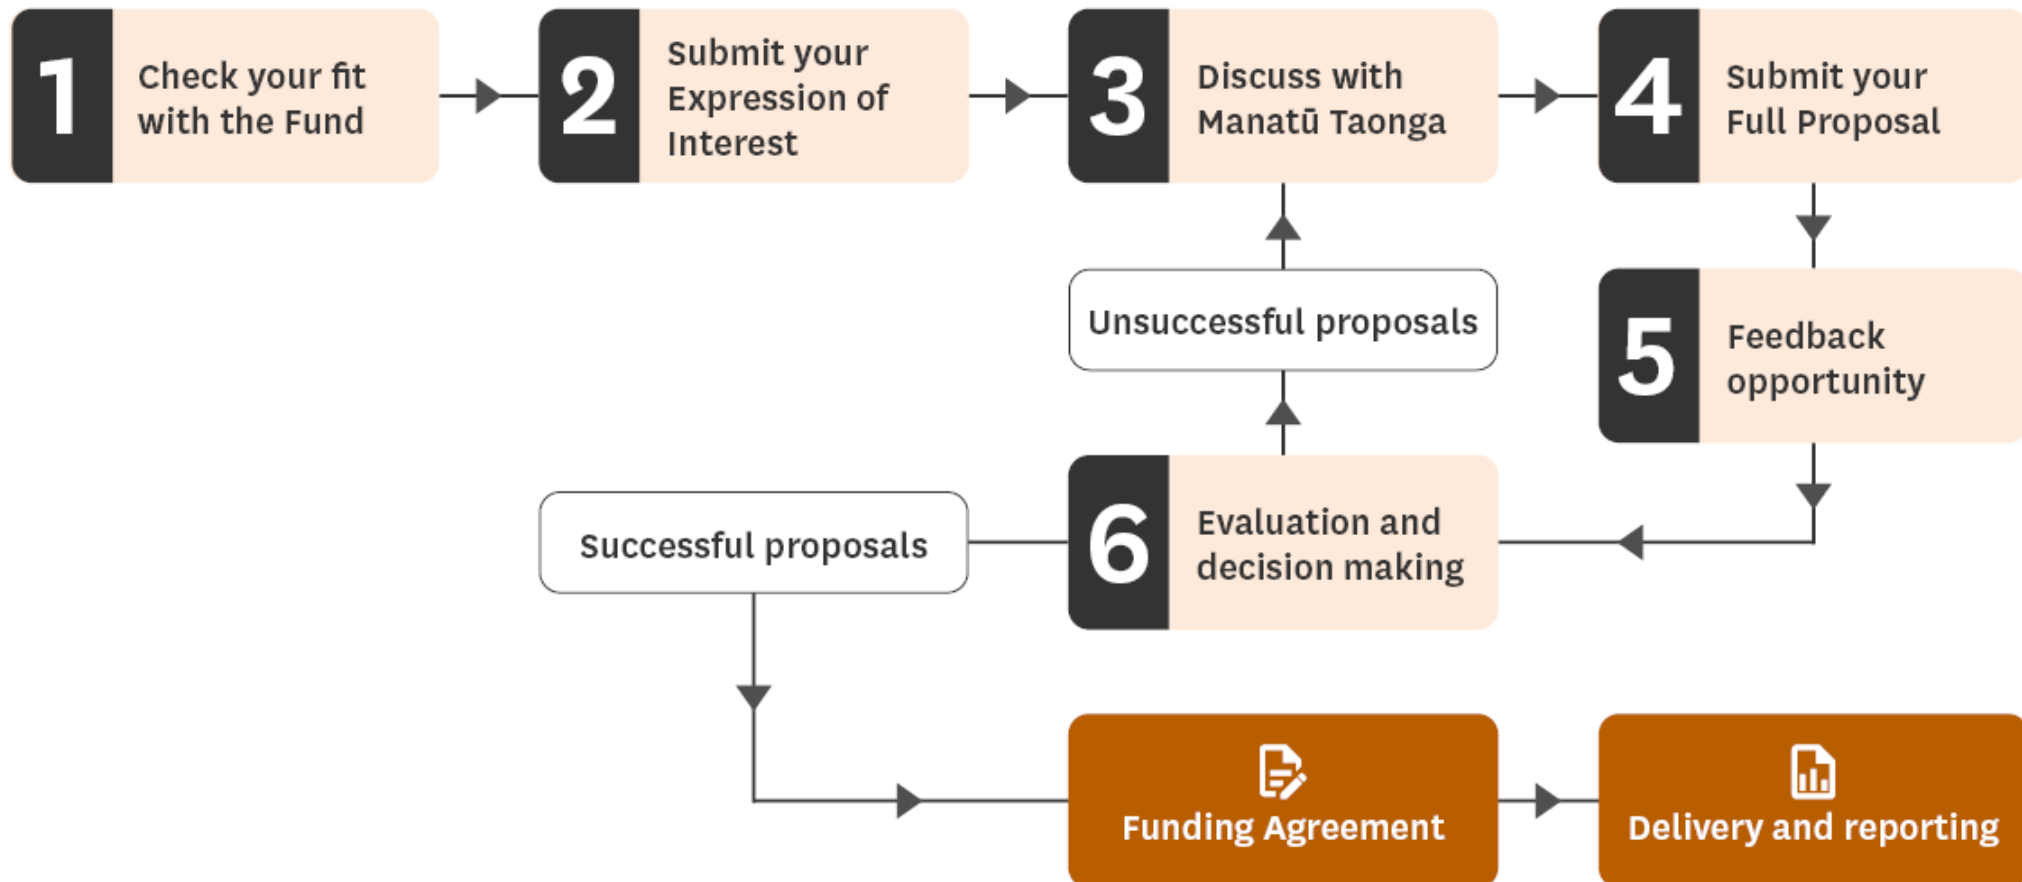 1
Check your fit
with the Fund
2
Submit your
Expression of
Interest
3
Discuss with
Manatū Taonga
4
Submit your
Full Proposal
5
Feedback
opportunity
6
Evaluation and
decision making
Unsuccessful proposals
Successful proposals
Funding Agreement
Delivery and reporting